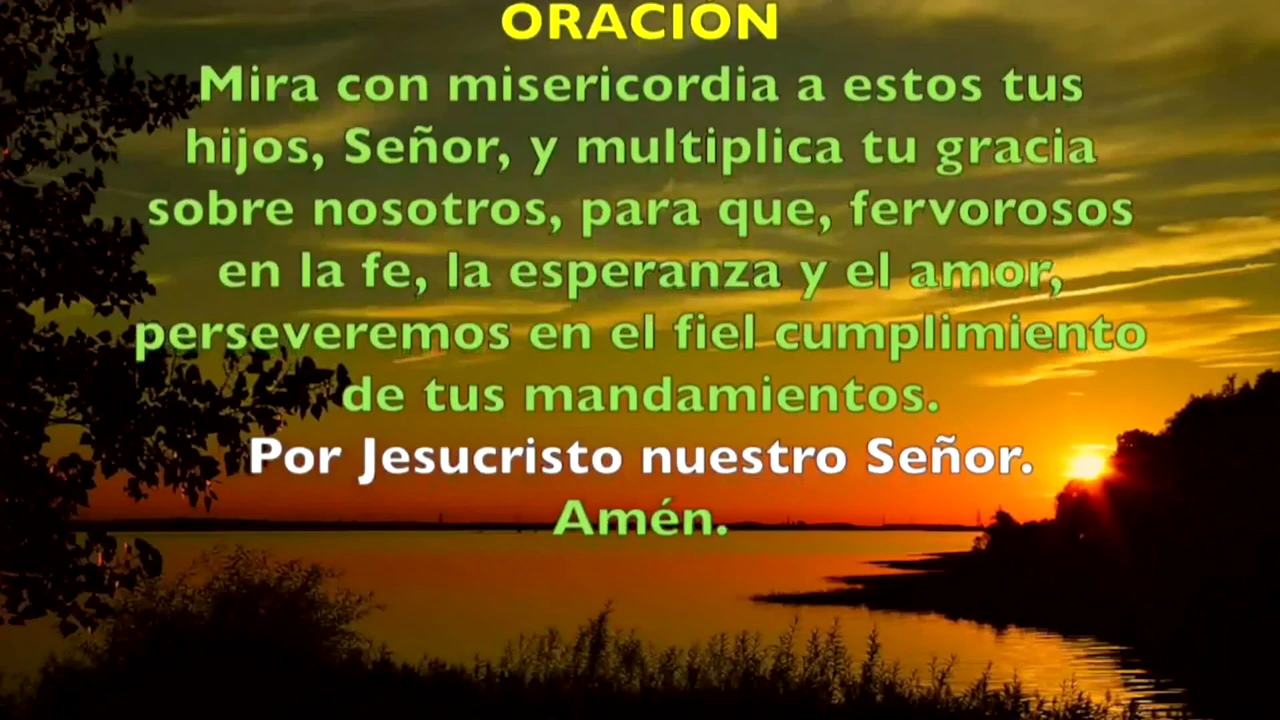 ORACIÓN
Mira con misericordia a estos tus
hijos, Señor, y multiplica tu gracia
sobre nosotros, para que, fervorosos
en la fe, la esperanza y el amor,
perseveremos en el fiel cumplimiento
de tus mandamientos.
Por Jesucristo nuestro Señor.
Amén.